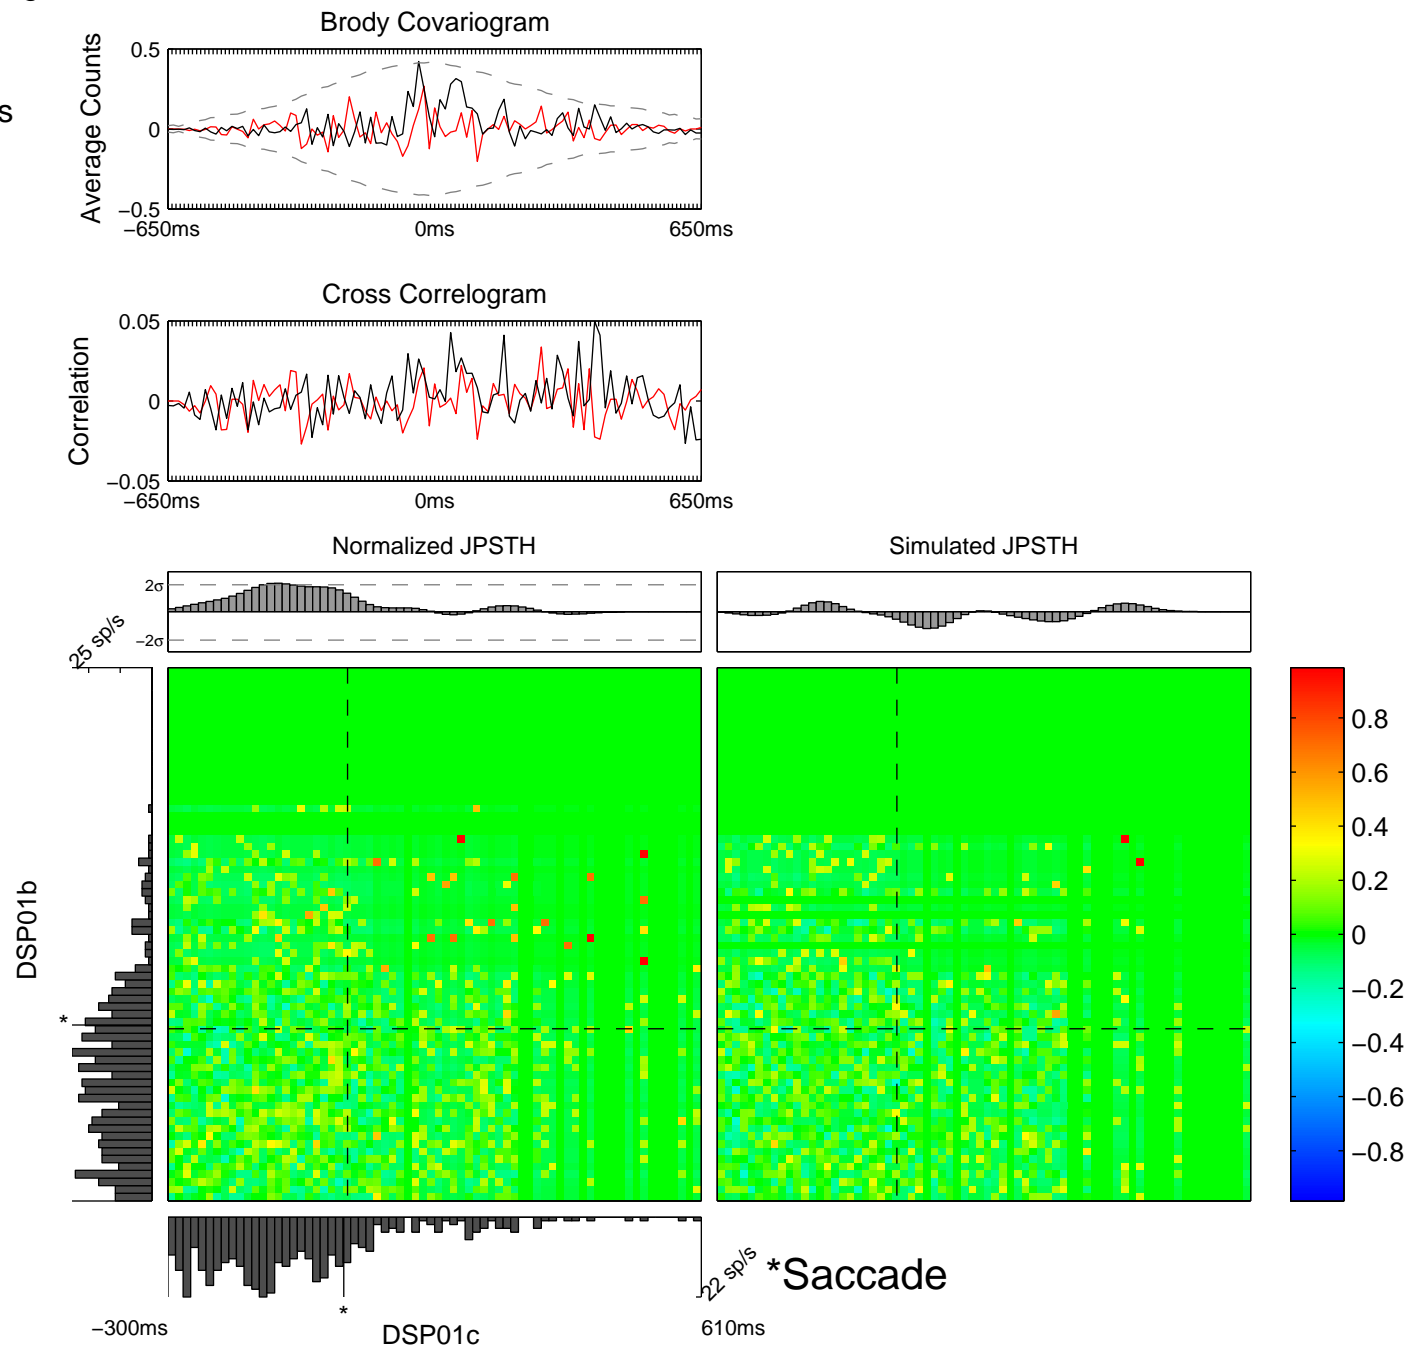 Brody Covariogram
Average Counts
0.5
0
−0.5
−650ms
0ms
650ms
s
Cross Correlogram
Correlation
0.05
0
−0.05
−650ms
0ms
650ms
Normalized JPSTH
Simulated JPSTH
2σ
−2σ
25 sp/s
DSP01b
*
0.8
0.6
0.4
0.2
0
−0.2
−0.4
−0.6
−0.8
22 sp/s
*Saccade
*
−300ms
DSP01c
610ms